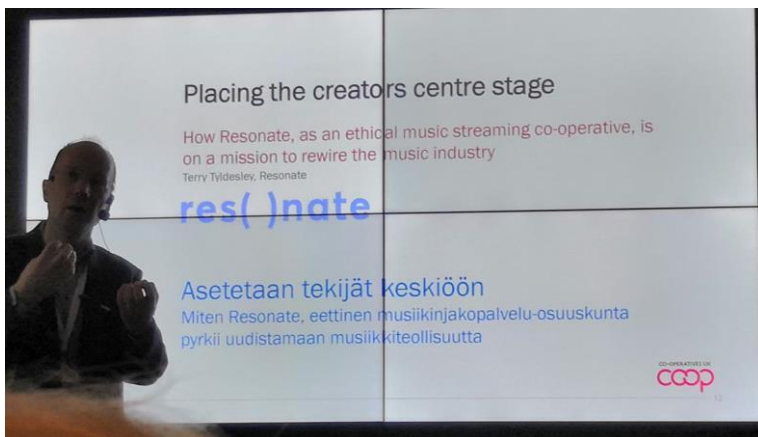 Placing the creators centre stage
How Resonate, as an ethical music streaming co-operative, is
on a mission to rewire the music industry
Terry Tyldesley, Resonate
res( )nate
Asetetaan tekijät keskiöön
Miten Resonate, eettinen musiikinjakopalvelu-osuuskunta
pyrkii uudistamaan musiikkiteollisuutta
CO-OPERATIVES UK
coop
12